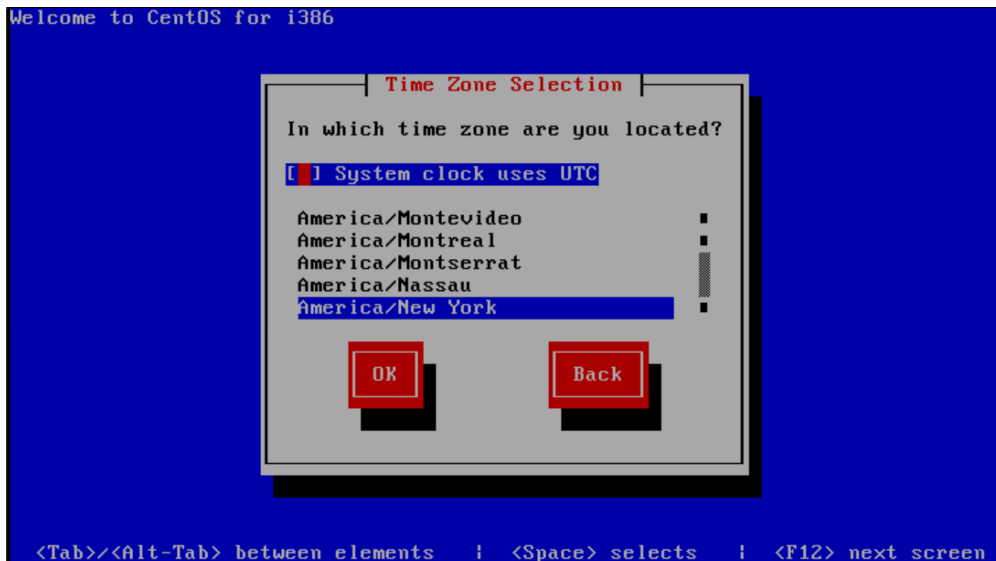 Welcome to CentOS for i386
Time Zone Selection
In which time zone are you located?
[ ] System clock uses UTC
America/Montevideo
America/Montreal
America/Montserrat
America/Nassau
America/New York
OK Back
<Tab>/<Alt-Tab> between elements | <Space> selects | <F12> next screen